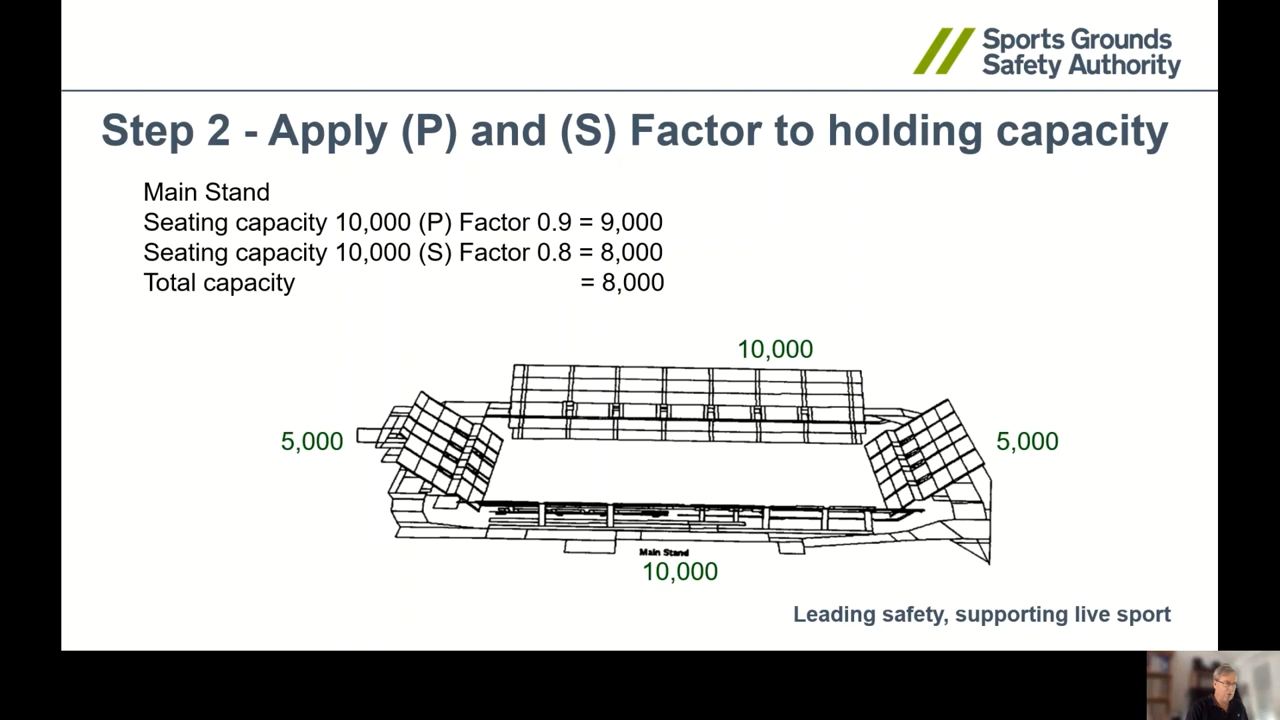 Sports Grounds
Safety Authority
Step 2 - Apply (P) and (S) Factor to holding capacity
Main Stand
Seating capacity 10,000 (P) Factor 0.9 = 9,000
Seating capacity 10,000 (S) Factor 0.8 = 8,000
Total capacity = 8,000
10,000
5,000
5,000
Main Stand
10,000
Leading safety, supporting live sport